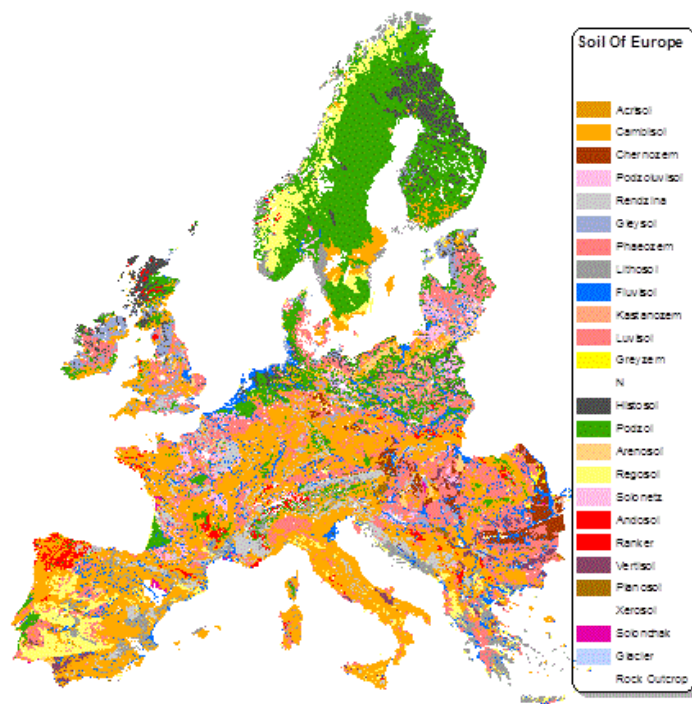 Soil Of Europe
Acrisol
Cambisol
Chernozem
Podzoluvisol
Rendzina
Gleysol
Phaeozem
Lithosol
Fluvisol
Kastanozem
Luvisol
Greyzem
N
Histosol
Podzol
Arenosol
Regosol
Solonetz
Andosol
Ranker
Vertisol
Planosol
Xerosol
Solonchak
Glacier
Rock Outcrop